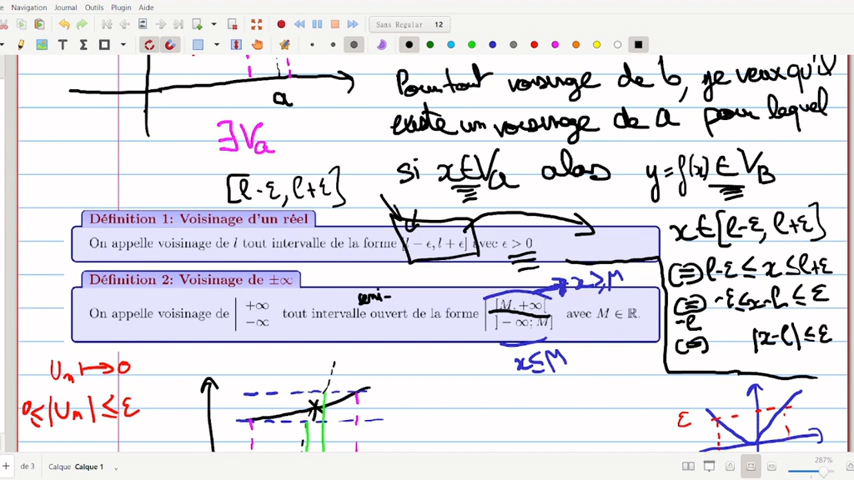 Navigation Journal Outils Plugin Aide
Sans Regular 12
Pour tout voisinage de b, je veux qu'il
existe un voisinage de a pour lequel
a
∃Va
si x∈Va alors y=f(x)∈VB
[l-ε, l+ε]
Définition 1: Voisinage d'un réel
On appelle voisinage de l tout intervalle de la forme [l − ϵ, l + ϵ] avec ϵ > 0
x∈[l-ε, l+ε]
⇔ l-ε≤x≤l+ε
⇔ -ε≤x-l≤ε
-l
⇔ |x-l|≤ε
Définition 2: Voisinage de ±∞
semi-
x≥M
On appelle voisinage de | +∞ −∞ tout intervalle ouvert de la forme | [M, +∞[ ] − ∞; M] avec M ∈ ℝ.
x≤M
Un ↦ 0
0≤|Un|≤ε
ε
de 3 Calque Calque 1
287%